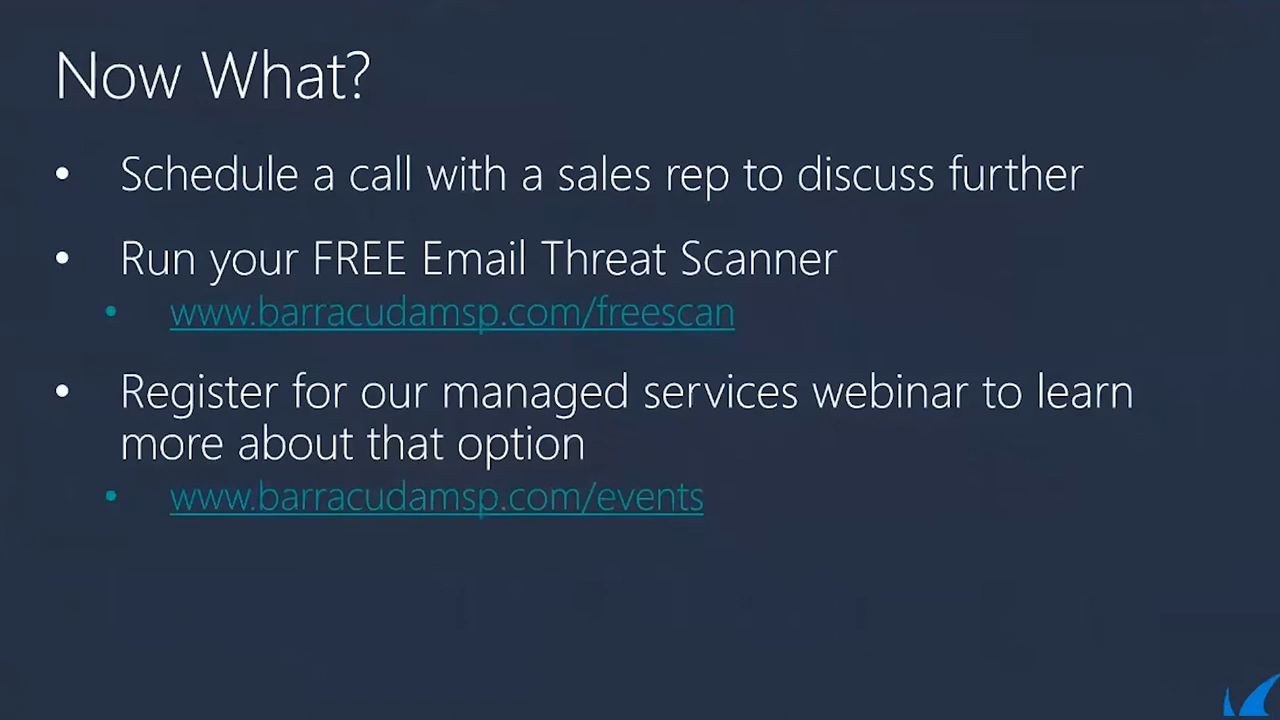 Now What?
• Schedule a call with a sales rep to discuss further
• Run your FREE Email Threat Scanner
• www.barracudamsp.com/freescan
• Register for our managed services webinar to learn
more about that option
• www.barracudamsp.com/events